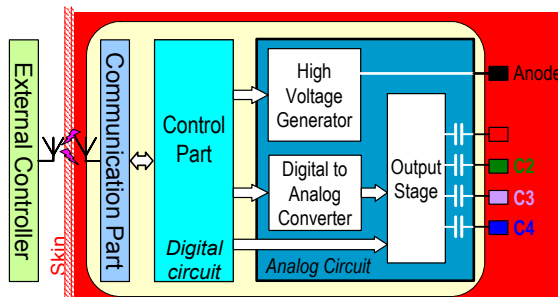 External Controller
Skin
Communication Part
Control
Part
Digital
circuit
High
Voltage
Generator
Digital to
Analog
Converter
Output
Stage
Analog Circuit
Anode
C2
C3
C4